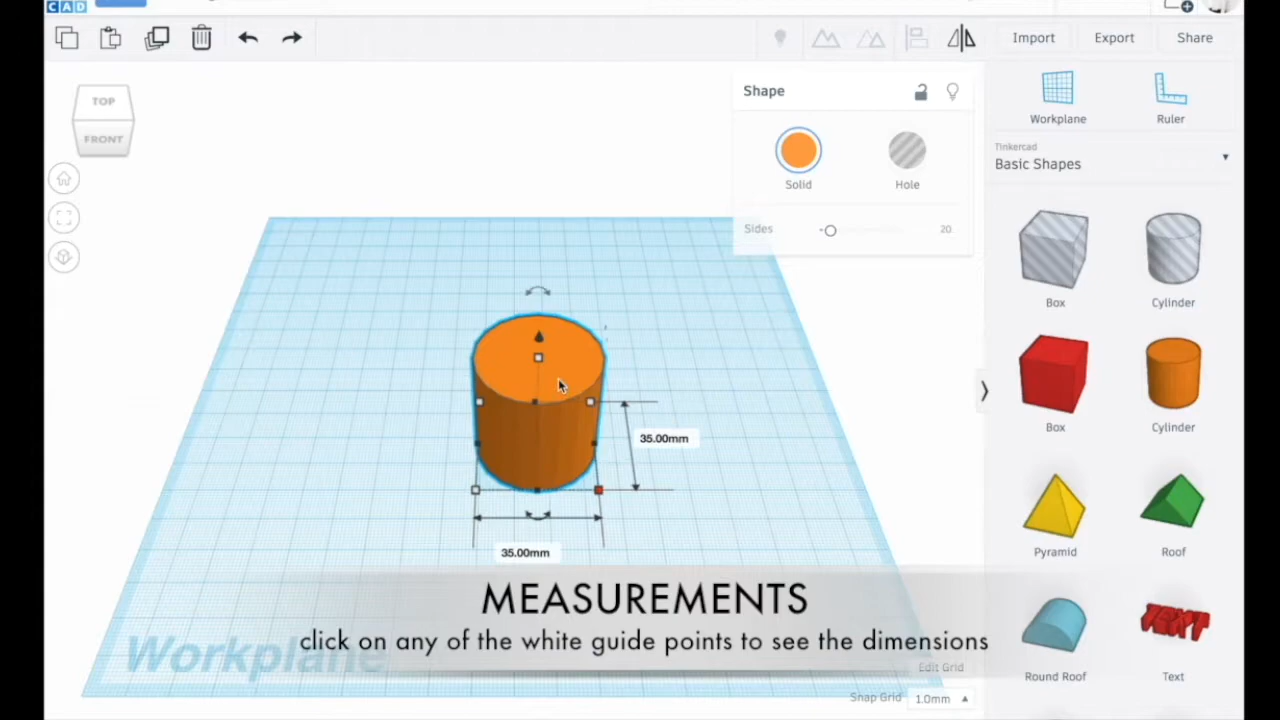 CAD
Import Export Share
TOP
FRONT
Shape
Solid Hole
Sides 20
Workplane Ruler
Tinkercad
Basic Shapes
Box Cylinder
Box Cylinder
Pyramid Roof
TEXT
Round Roof Text
35.00mm
35.00mm
MEASUREMENTS
click on any of the white guide points to see the dimensions
Workplane
Edit Grid
Snap Grid 1.0mm